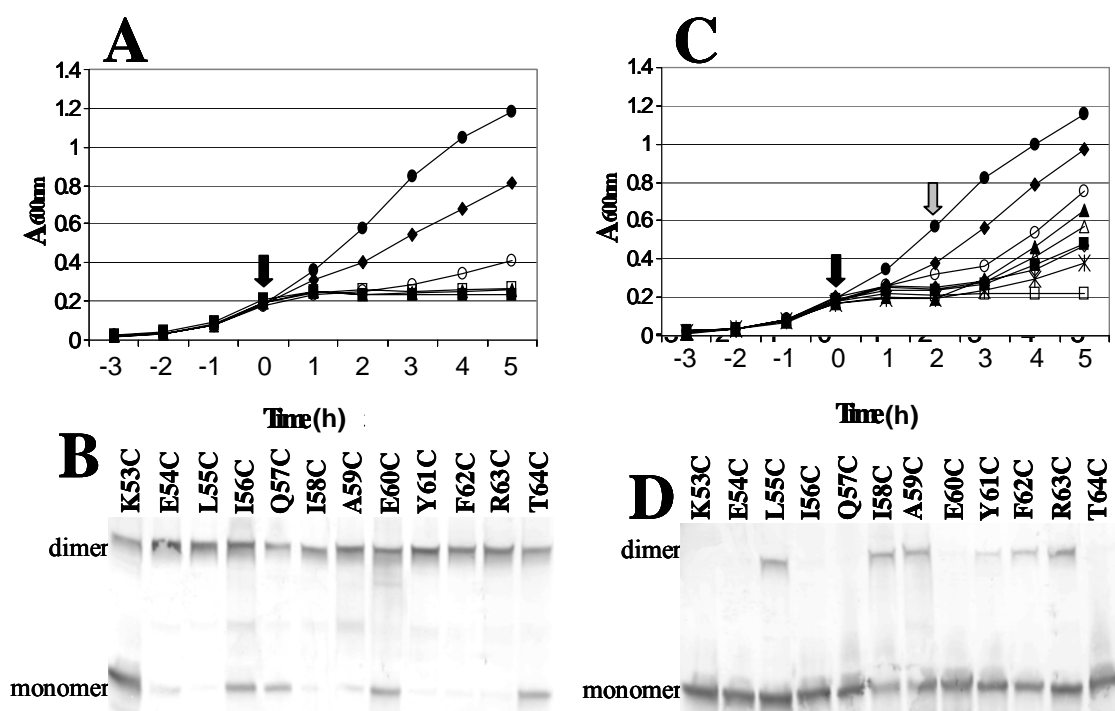 A
1.4
1.2
1
0.8
0.6
0.4
0.2
0
A600nm
-3 -2 -1 0 1 2 3 4 5
Time (h)
C
1.4
1.2
1
0.8
0.6
0.4
0.2
0
A600nm
-3 -2 -1 0 1 2 3 4 5
Time (h)
B
K53C E54C L55C I56C Q57C I58C A59C E60C Y61C F62C R63C T64C
dimer
monomer
D
K53C E54C L55C I56C Q57C I58C A59C E60C Y61C F62C R63C T64C
dimer
monomer